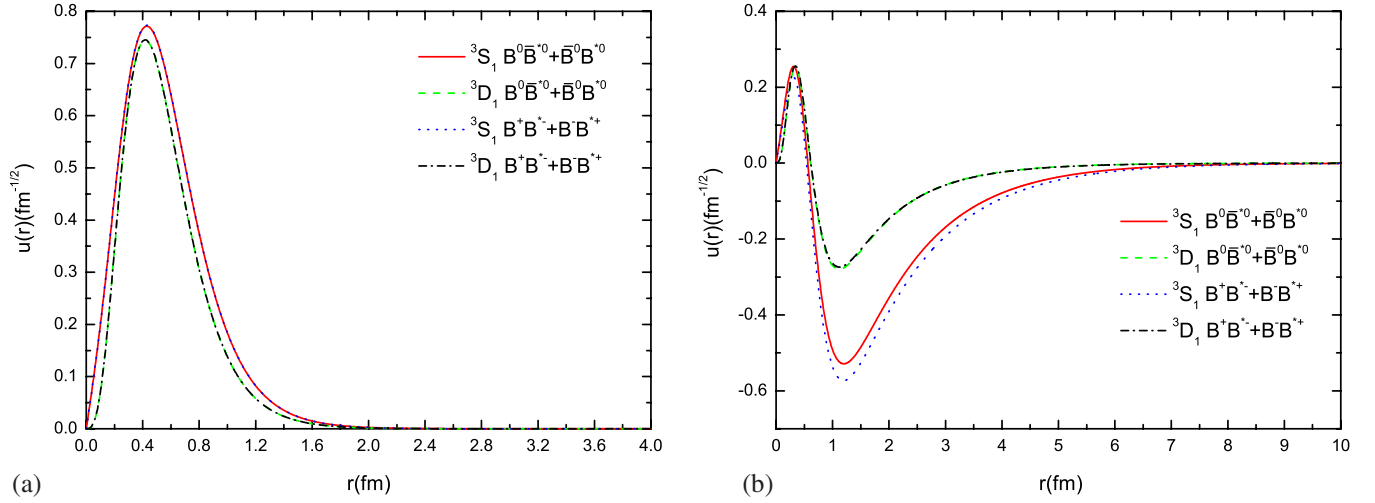 0.8
0.7
0.6
0.5
0.4
0.3
0.2
0.1
0.0
u(r)(fm⁻¹/²)
³S₁ B⁰B̄*⁰+B̄⁰B*⁰
³D₁ B⁰B̄*⁰+B̄⁰B*⁰
³S₁ B⁺B*⁻+B⁻B*⁺
³D₁ B⁺B*⁻+B⁻B*⁺
0.0 0.4 0.8 1.2 1.6 2.0 2.4 2.8 3.2 3.6 4.0
(a)
r(fm)
0.4
0.2
0.0
-0.2
-0.4
-0.6
u(r)(fm⁻¹/²)
³S₁ B⁰B̄*⁰+B̄⁰B*⁰
³D₁ B⁰B̄*⁰+B̄⁰B*⁰
³S₁ B⁺B*⁻+B⁻B*⁺
³D₁ B⁺B*⁻+B⁻B*⁺
0 1 2 3 4 5 6 7 8 9 10
(b)
r(fm)